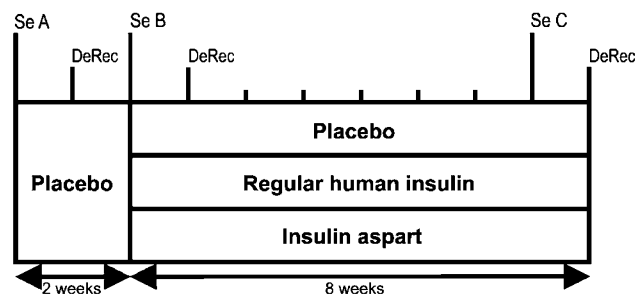 Se A
Se B
Se C
DeRec
DeRec
DeRec
Placebo
Placebo
Regular human insulin
Insulin aspart
2 weeks
8 weeks